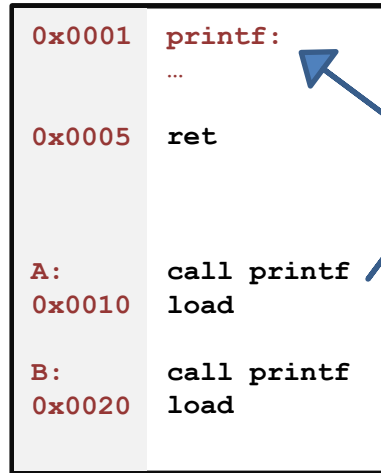 0x0001 printf:
…
0x0005 ret
A: call printf
0x0010 load
B: call printf
0x0020 load